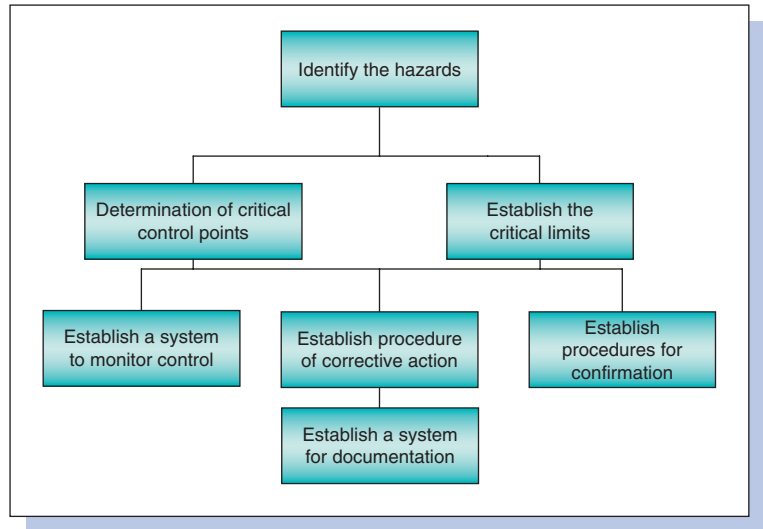 Identify the hazards
Determination of critical
control points
Establish the
critical limits
Establish a system
to monitor control
Establish procedure
of corrective action
Establish
procedures for
confirmation
Establish a system
for documentation